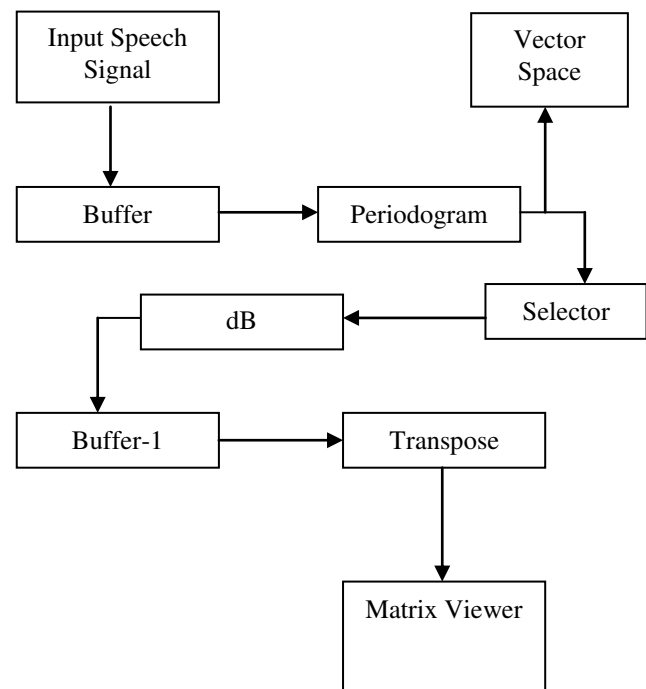 Input Speech
Signal
Vector
Space
Buffer
Periodogram
Selector
dB
Buffer-1
Transpose
Matrix Viewer